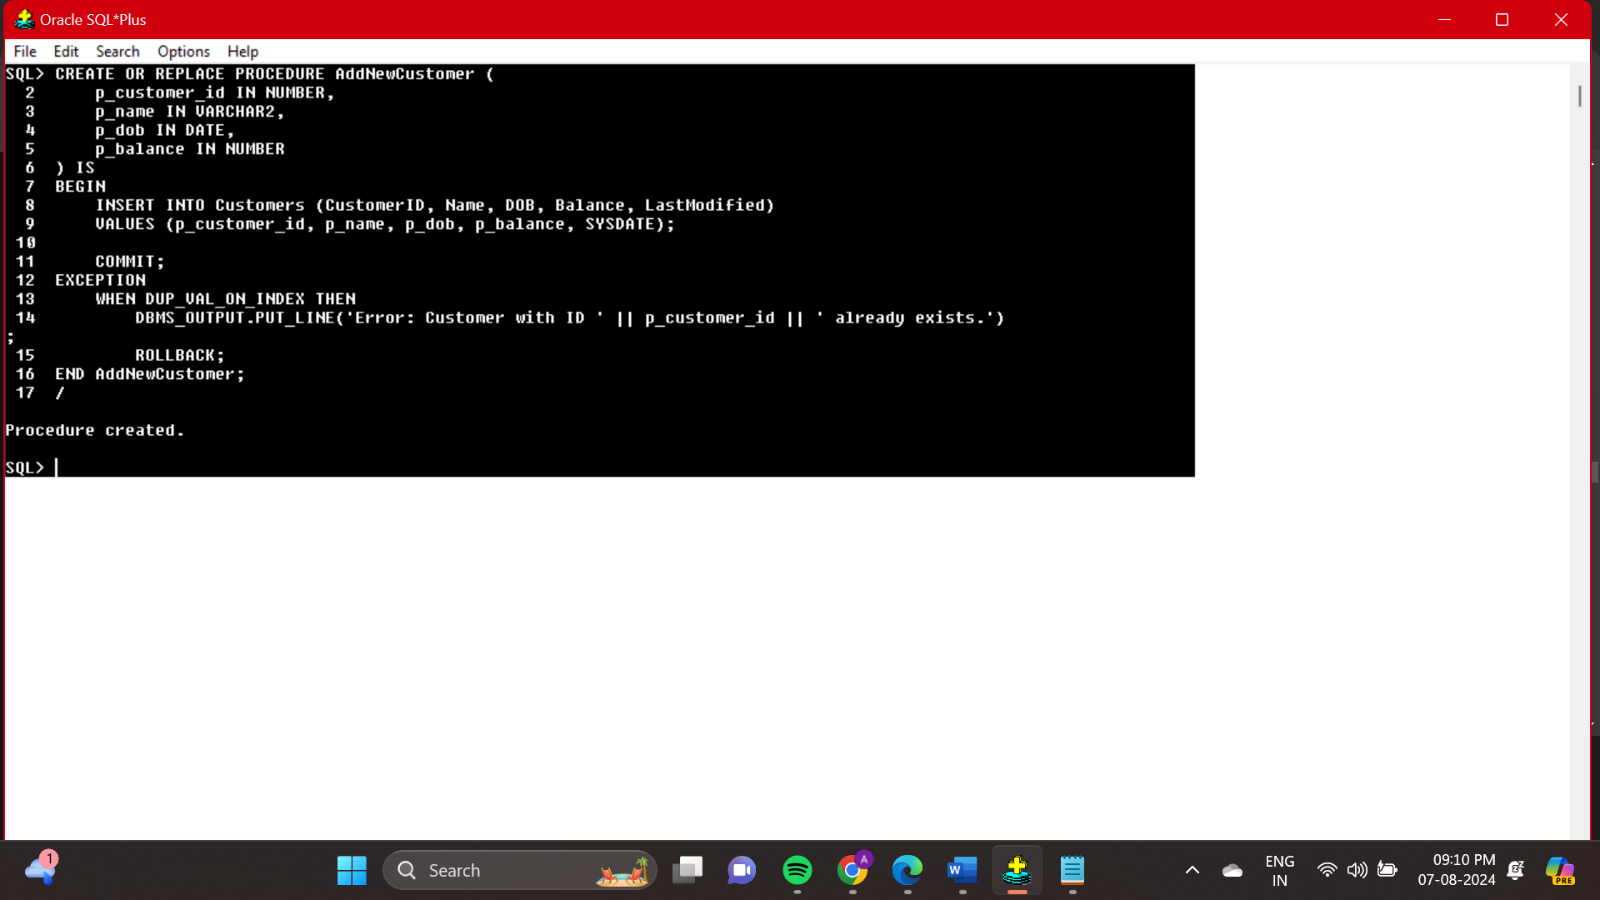 Oracle SQL*Plus
File Edit Search Options Help
SQL> CREATE OR REPLACE PROCEDURE AddNewCustomer (
  2      p_customer_id IN NUMBER,
  3      p_name IN VARCHAR2,
  4      p_dob IN DATE,
  5      p_balance IN NUMBER
  6  ) IS
  7  BEGIN
  8      INSERT INTO Customers (CustomerID, Name, DOB, Balance, LastModified)
  9      VALUES (p_customer_id, p_name, p_dob, p_balance, SYSDATE);
 10
 11      COMMIT;
 12  EXCEPTION
 13      WHEN DUP_VAL_ON_INDEX THEN
 14          DBMS_OUTPUT.PUT_LINE('Error: Customer with ID ' || p_customer_id || ' already exists.')
;
 15          ROLLBACK;
 16  END AddNewCustomer;
 17  /
Procedure created.
SQL>
1
Search
A
W
ENG
IN
09:10 PM
07-08-2024
PRE